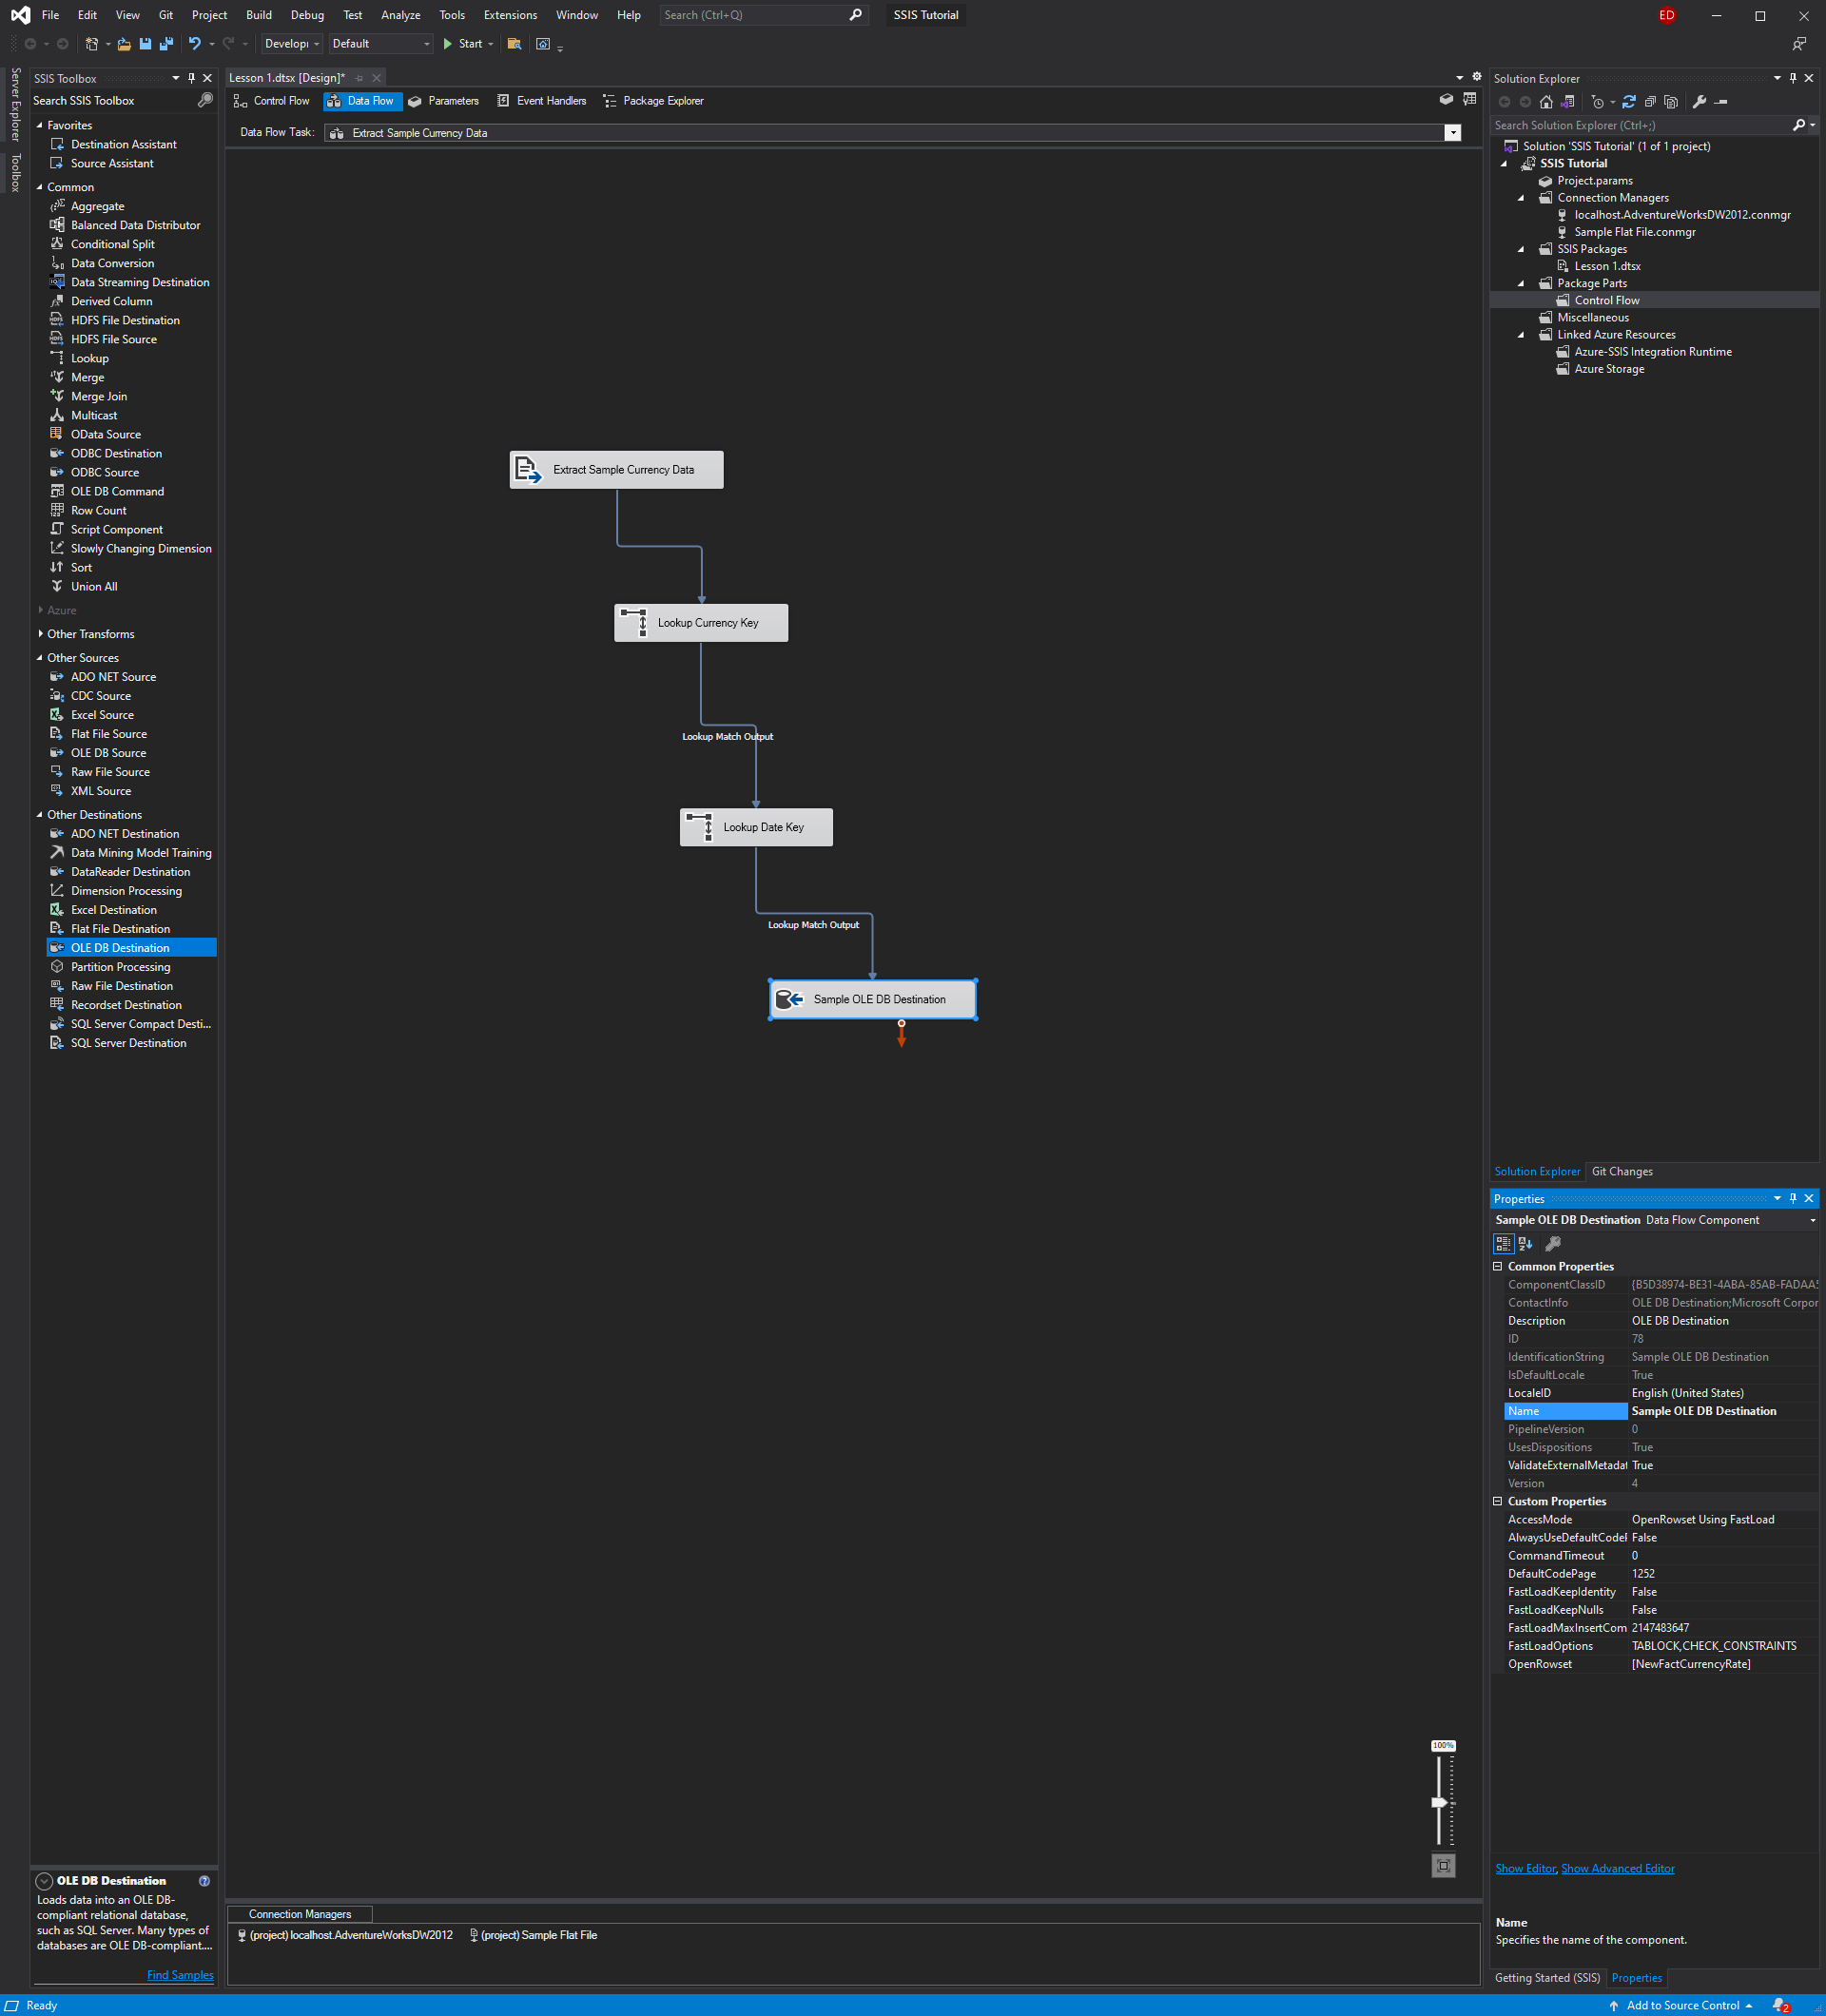 File Edit View Git Project Build Debug Test Analyze Tools Extensions Window Help Search (Ctrl+Q) SSIS Tutorial ED
Developı Default Start
Server Explorer
Toolbox
SSIS Toolbox
Search SSIS Toolbox
Favorites
Destination Assistant
Source Assistant
Common
Aggregate
Balanced Data Distributor
Conditional Split
Data Conversion
Data Streaming Destination
Derived Column
HDFS File Destination
HDFS File Source
Lookup
Merge
Merge Join
Multicast
OData Source
ODBC Destination
ODBC Source
OLE DB Command
Row Count
Script Component
Slowly Changing Dimension
Sort
Union All
Azure
Other Transforms
Other Sources
ADO NET Source
CDC Source
Excel Source
Flat File Source
OLE DB Source
Raw File Source
XML Source
Other Destinations
ADO NET Destination
Data Mining Model Training
DataReader Destination
Dimension Processing
Excel Destination
Flat File Destination
OLE DB Destination
Partition Processing
Raw File Destination
Recordset Destination
SQL Server Compact Desti...
SQL Server Destination
OLE DB Destination
Loads data into an OLE DB-
compliant relational database,
such as SQL Server. Many types of
databases are OLE DB-compliant....
Find Samples
Lesson 1.dtsx [Design]*
Control Flow Data Flow Parameters Event Handlers Package Explorer
Data Flow Task: Extract Sample Currency Data
Extract Sample Currency Data
Lookup Currency Key
Lookup Match Output
Lookup Date Key
Lookup Match Output
Sample OLE DB Destination
100%
Connection Managers
(project) localhost.AdventureWorksDW2012 (project) Sample Flat File
Solution Explorer
Search Solution Explorer (Ctrl+;)
Solution 'SSIS Tutorial' (1 of 1 project)
SSIS Tutorial
Project.params
Connection Managers
localhost.AdventureWorksDW2012.conmgr
Sample Flat File.conmgr
SSIS Packages
Lesson 1.dtsx
Package Parts
Control Flow
Miscellaneous
Linked Azure Resources
Azure-SSIS Integration Runtime
Azure Storage
Solution Explorer Git Changes
Properties
Sample OLE DB Destination Data Flow Component
Common Properties
ComponentClassID {B5D38974-BE31-4ABA-85AB-FADAA5
ContactInfo OLE DB Destination;Microsoft Corpor
Description OLE DB Destination
ID 78
IdentificationString Sample OLE DB Destination
IsDefaultLocale True
LocaleID English (United States)
Name Sample OLE DB Destination
PipelineVersion 0
UsesDispositions True
ValidateExternalMetadat True
Version 4
Custom Properties
AccessMode OpenRowset Using FastLoad
AlwaysUseDefaultCodeP False
CommandTimeout 0
DefaultCodePage 1252
FastLoadKeepIdentity False
FastLoadKeepNulls False
FastLoadMaxInsertCom 2147483647
FastLoadOptions TABLOCK,CHECK_CONSTRAINTS
OpenRowset [NewFactCurrencyRate]
Show Editor, Show Advanced Editor
Name
Specifies the name of the component.
Getting Started (SSIS) Properties
Ready Add to Source Control 2